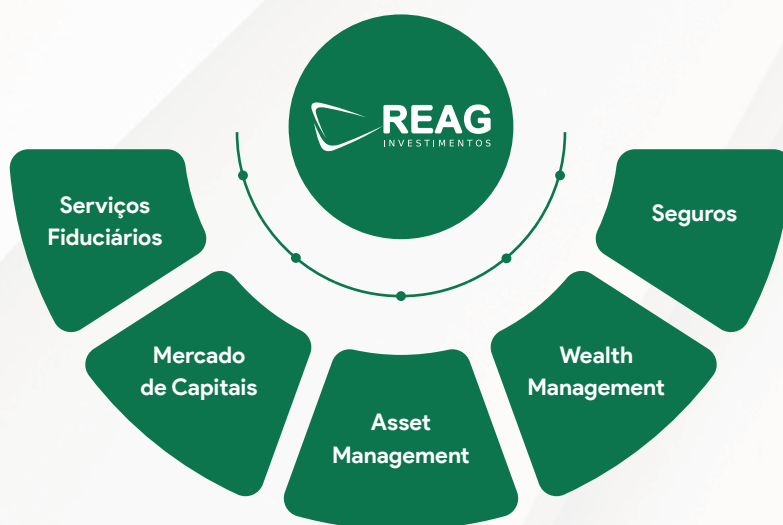 REAG
INVESTIMENTOS
Serviços
Fiduciários
Mercado
de Capitais
Asset
Management
Wealth
Management
Seguros